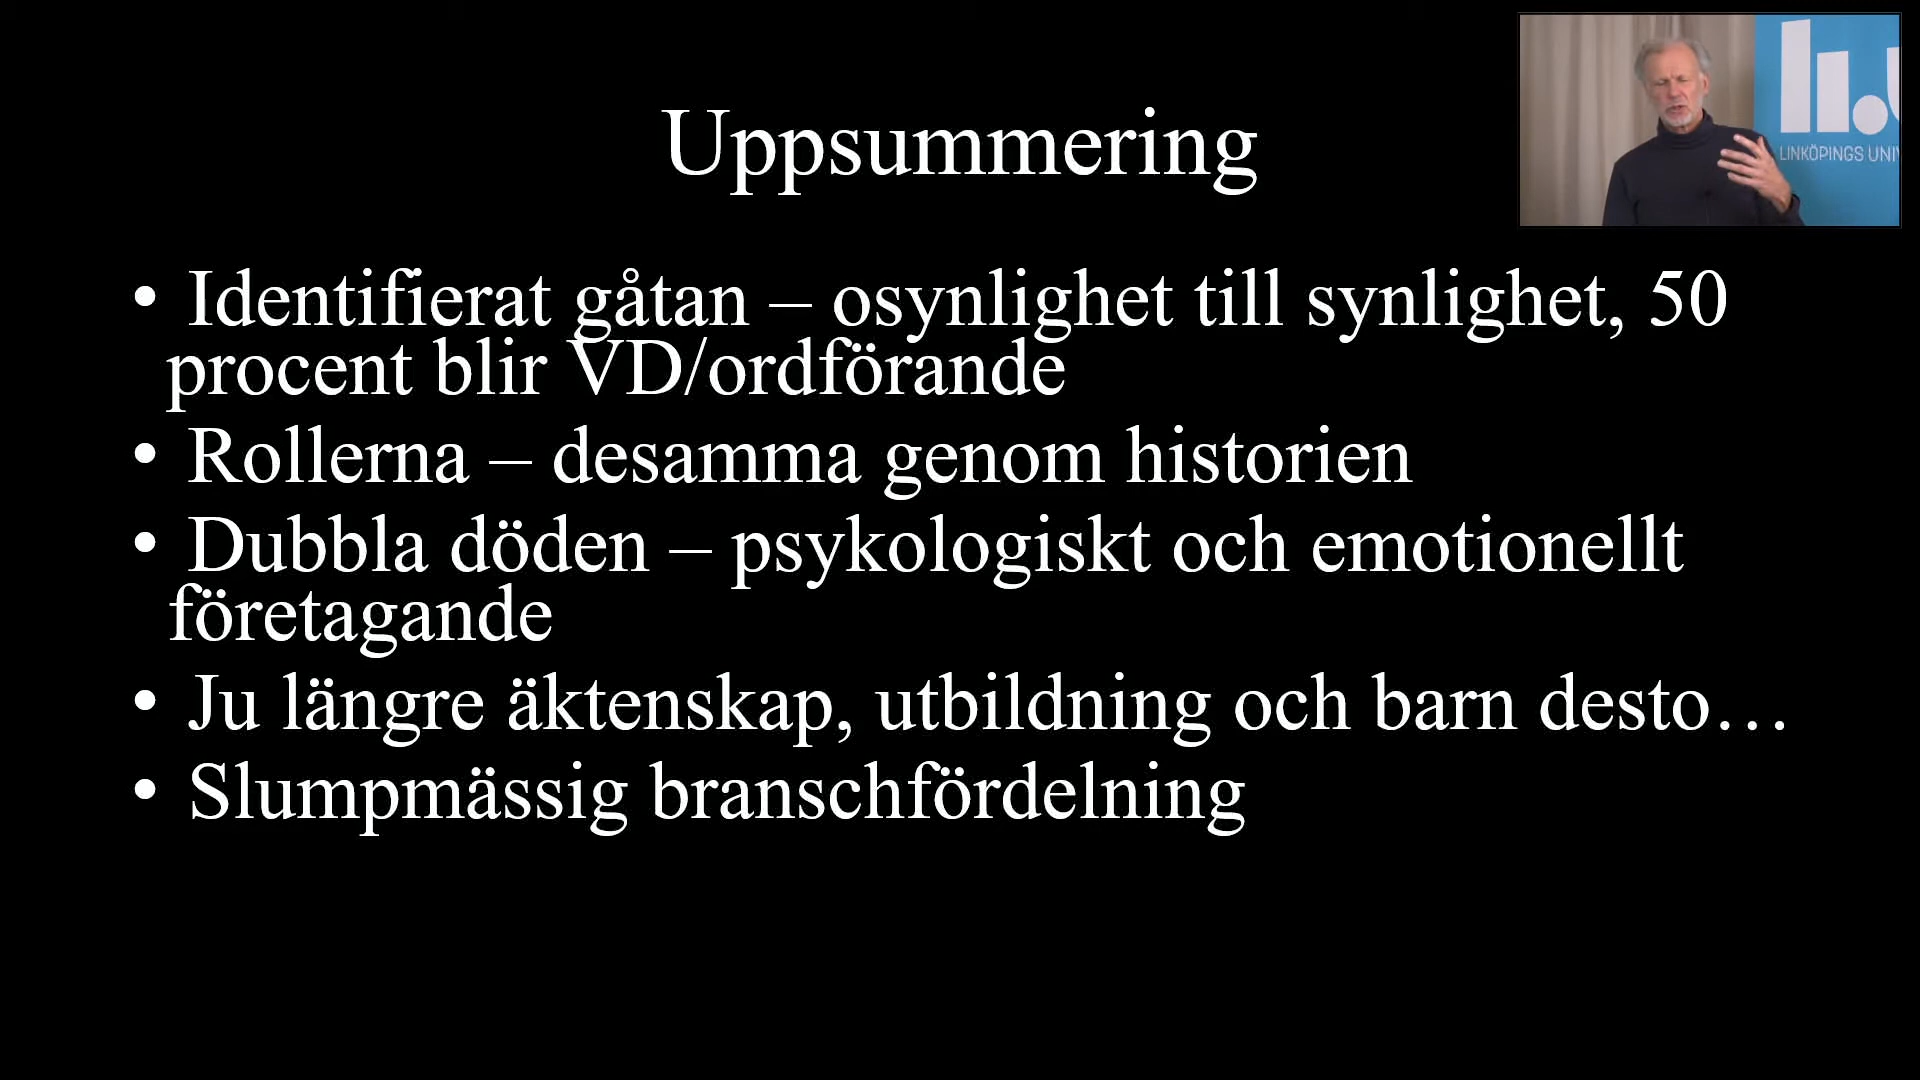 Uppsummering
• Identifierat gåtan – osynlighet till synlighet, 50
procent blir VD/ordförande
• Rollerna – desamma genom historien
• Dubbla döden – psykologiskt och emotionellt
företagande
• Ju längre äktenskap, utbildning och barn desto…
• Slumpmässig branschfördelning
LINKÖPINGS UNIV